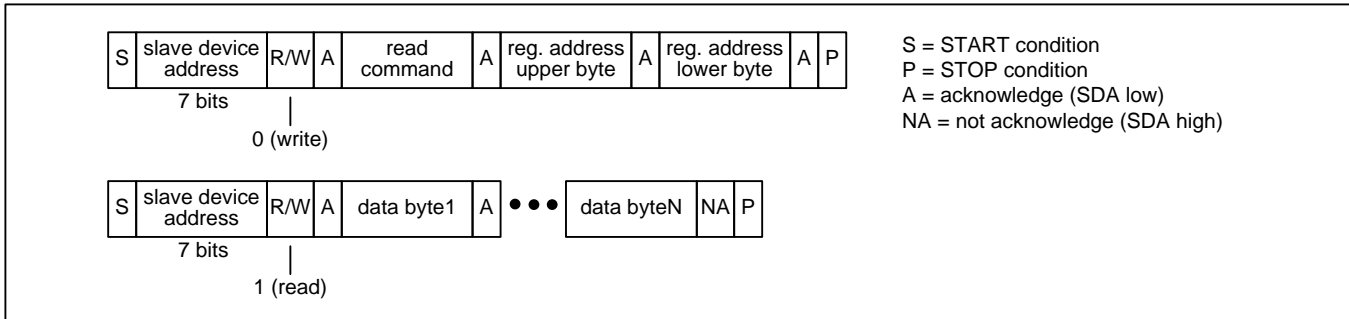 S slave device address R/W A read command A reg. address upper byte A reg. address lower byte A P
7 bits
0 (write)
S = START condition
P = STOP condition
A = acknowledge (SDA low)
NA = not acknowledge (SDA high)
S slave device address R/W A data byte1 A ••• data byteN NA P
7 bits
1 (read)